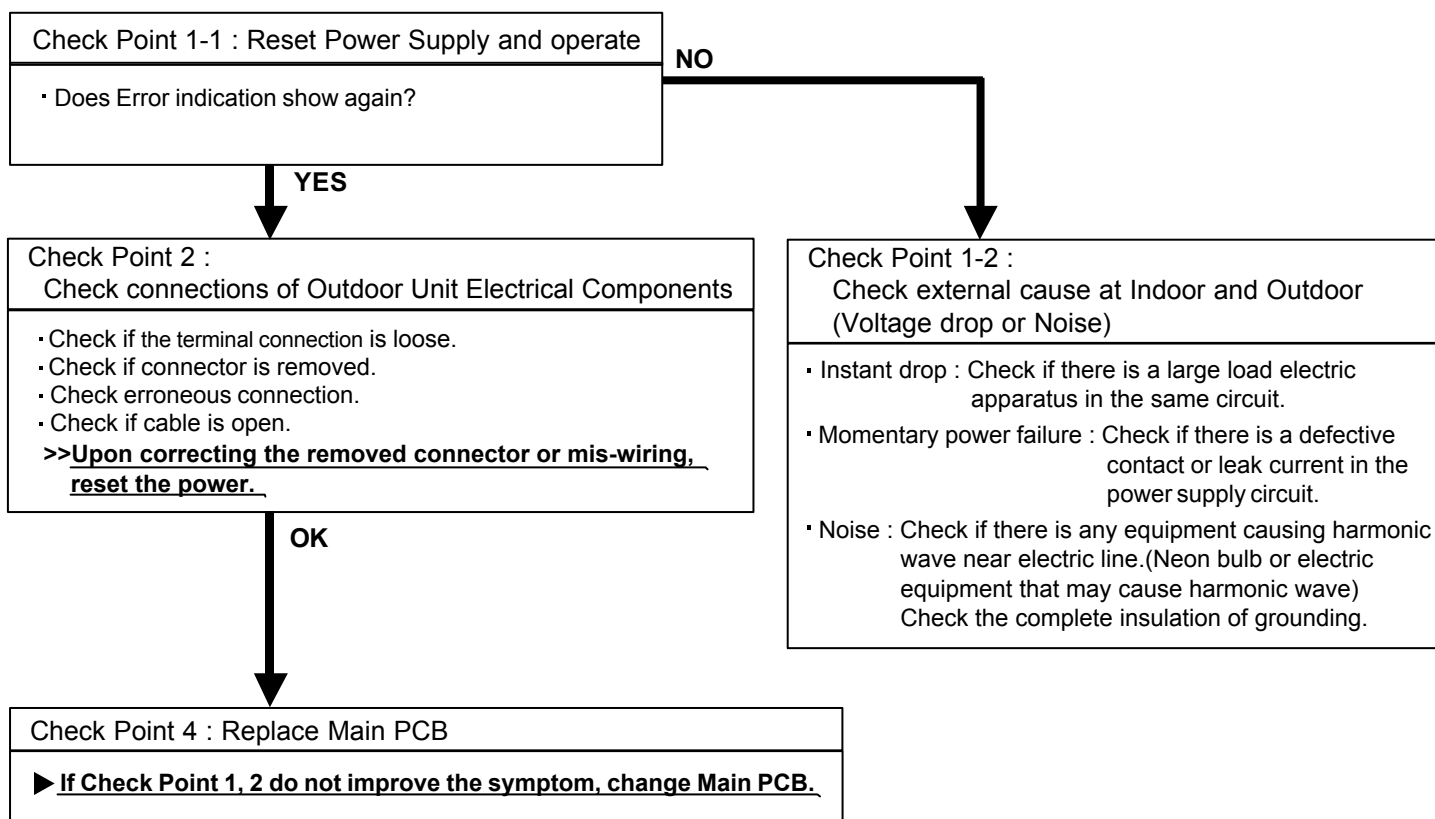 Check Point 1-1 : Reset Power Supply and operate
· Does Error indication show again?
NO
YES
Check Point 2 :
Check connections of Outdoor Unit Electrical Components
· Check if the terminal connection is loose.
· Check if connector is removed.
· Check erroneous connection.
· Check if cable is open.
>>Upon correcting the removed connector or mis-wiring,
reset the power.
Check Point 1-2 :
Check external cause at Indoor and Outdoor
(Voltage drop or Noise)
· Instant drop : Check if there is a large load electric
apparatus in the same circuit.
· Momentary power failure : Check if there is a defective
contact or leak current in the
power supply circuit.
· Noise : Check if there is any equipment causing harmonic
wave near electric line.(Neon bulb or electric
equipment that may cause harmonic wave)
Check the complete insulation of grounding.
OK
Check Point 4 : Replace Main PCB
▶ If Check Point 1, 2 do not improve the symptom, change Main PCB.